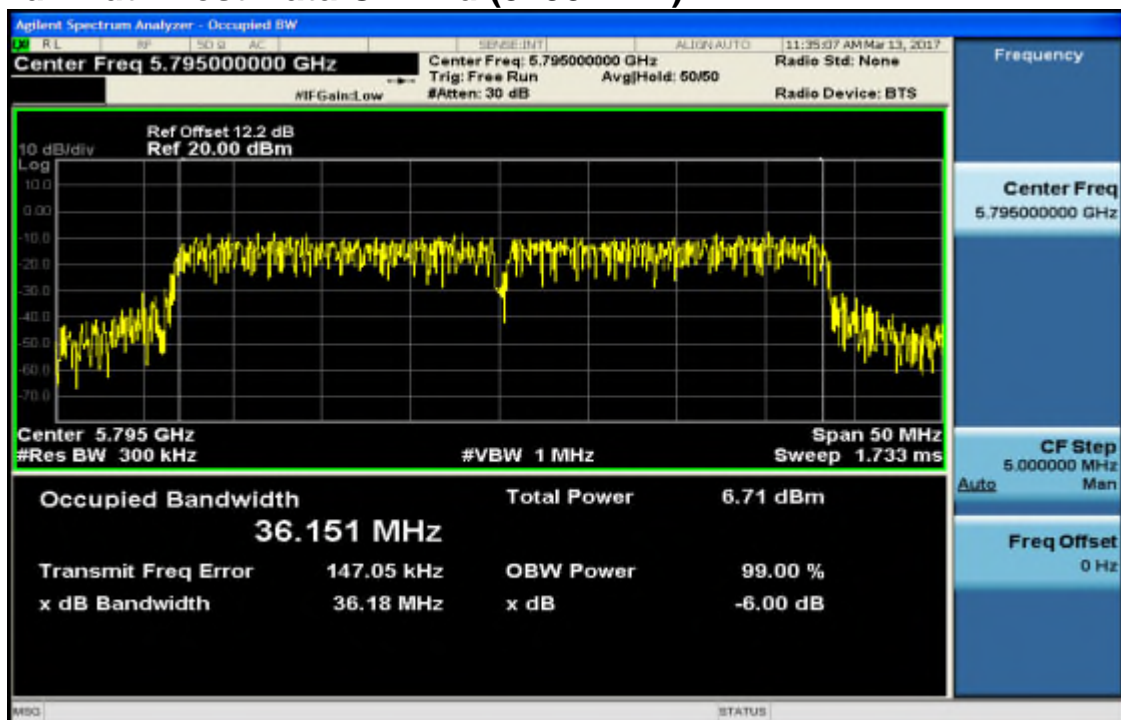 Agilent Spectrum Analyzer - Occupied BW
RL RF 50 Ω AC SENSE:INT ALIGN AUTO 11:35:07 AM Mar 13, 2017
Center Freq 5.795000000 GHz
Center Freq: 5.795000000 GHz
Radio Std: None
Trig: Free Run Avg|Hold: 50/50
#IFGain:Low
#Atten: 30 dB
Radio Device: BTS
Frequency
Ref Offset 12.2 dB
10 dB/div Ref 20.00 dBm
Log
10.0
0.00
-10.0
-20.0
-30.0
-40.0
-50.0
-60.0
-70.0
Center 5.795 GHz
Span 50 MHz
#Res BW 300 kHz
#VBW 1 MHz
Sweep 1.733 ms
Center Freq
5.795000000 GHz
CF Step
5.000000 MHz
Auto Man
Freq Offset
0 Hz
Occupied Bandwidth
36.151 MHz
Total Power 6.71 dBm
Transmit Freq Error 147.05 kHz
OBW Power 99.00 %
x dB Bandwidth 36.18 MHz
x dB -6.00 dB
MSG
STATUS